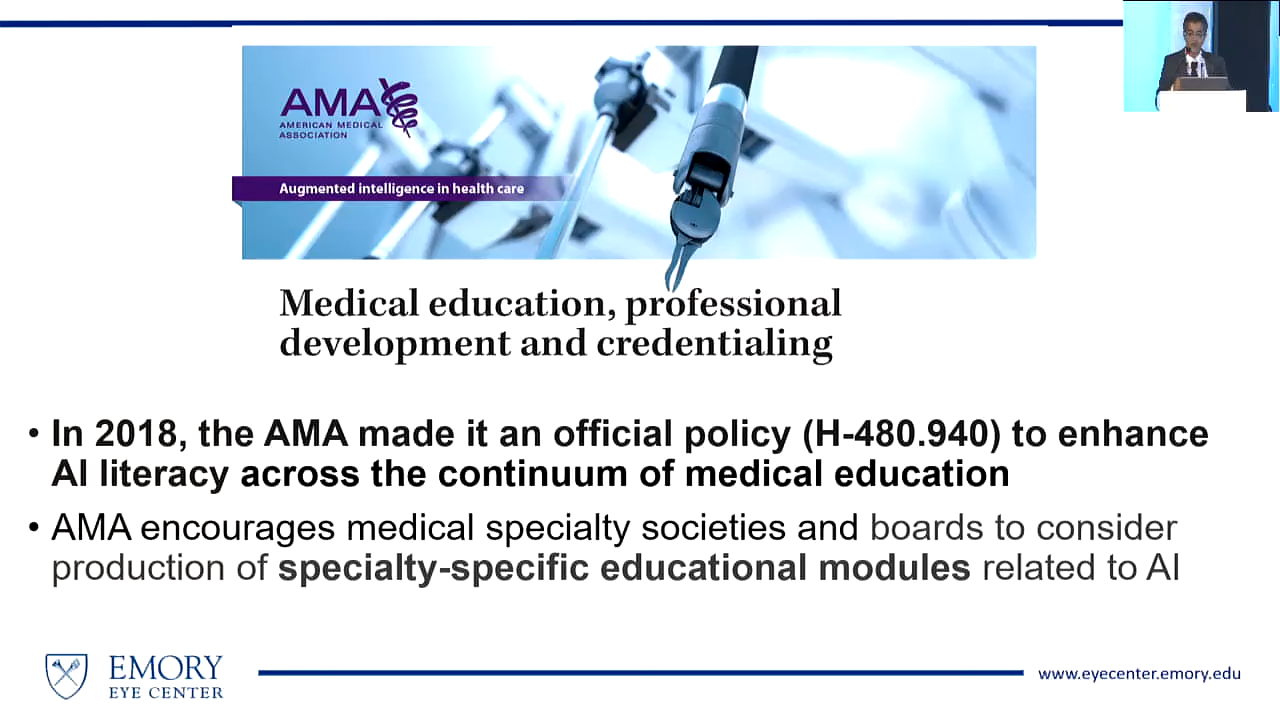 AMA
AMERICAN MEDICAL
ASSOCIATION
Augmented intelligence in health care
Medical education, professional
development and credentialing
• In 2018, the AMA made it an official policy (H-480.940) to enhance
AI literacy across the continuum of medical education
• AMA encourages medical specialty societies and boards to consider
production of specialty-specific educational modules related to AI
EMORY
EYE CENTER
www.eyecenter.emory.edu